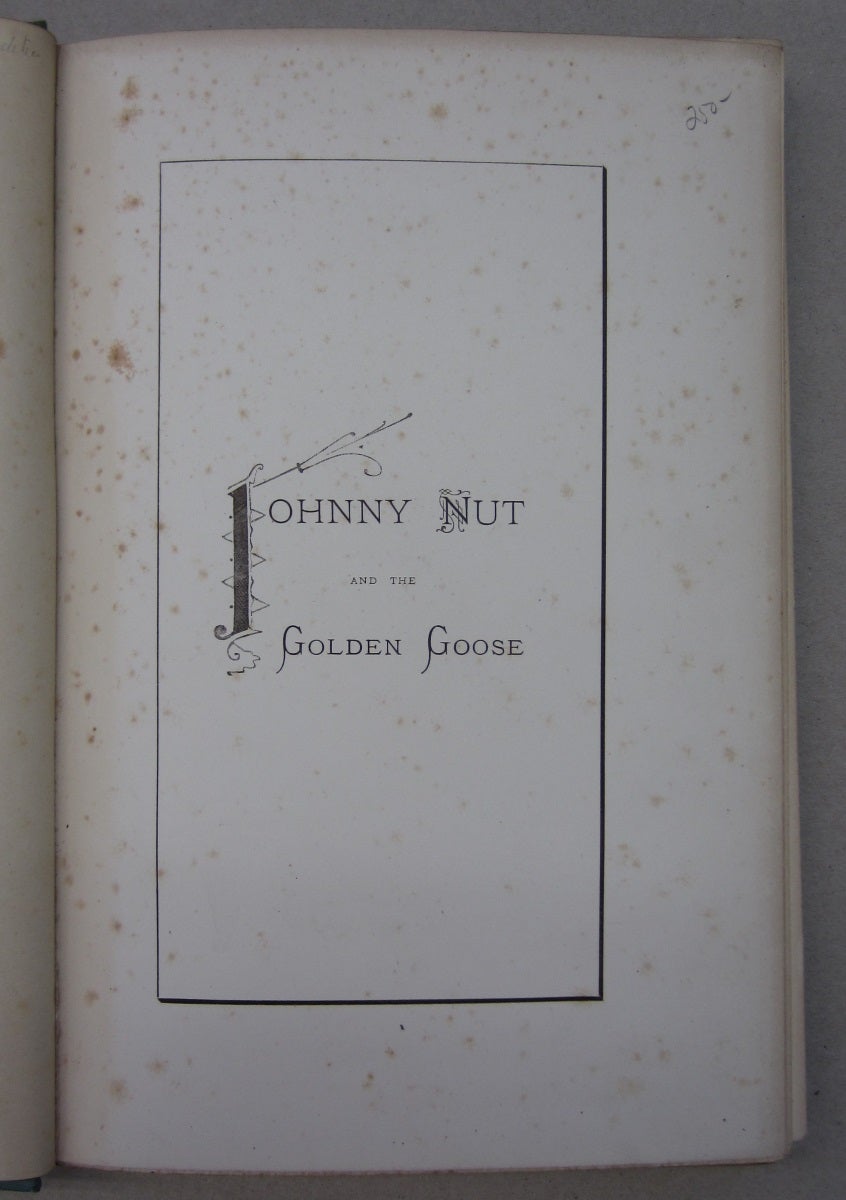 250-
JOHNNY NUT
AND THE
GOLDEN GOOSE